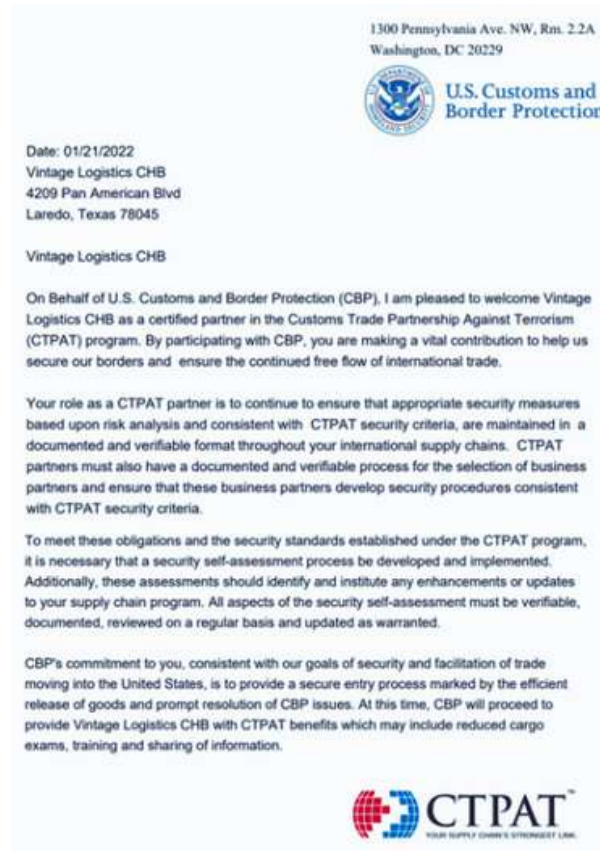 1300 Pennsylvania Ave. NW, Rm. 2.2A
Washington, DC 20229
U.S. Customs and
Border Protection
Date: 01/21/2022
Vintage Logistics CHB
4209 Pan American Blvd
Laredo, Texas 78045
Vintage Logistics CHB
On Behalf of U.S. Customs and Border Protection (CBP), I am pleased to welcome Vintage
Logistics CHB as a certified partner in the Customs Trade Partnership Against Terrorism
(CTPAT) program. By participating with CBP, you are making a vital contribution to help us
secure our borders and ensure the continued free flow of international trade.
Your role as a CTPAT partner is to continue to ensure that appropriate security measures
based upon risk analysis and consistent with CTPAT security criteria, are maintained in a
documented and verifiable format throughout your international supply chains. CTPAT
partners must also have a documented and verifiable process for the selection of business
partners and ensure that these business partners develop security procedures consistent
with CTPAT security criteria.
To meet these obligations and the security standards established under the CTPAT program,
it is necessary that a security self-assessment process be developed and implemented.
Additionally, these assessments should identify and institute any enhancements or updates
to your supply chain program. All aspects of the security self-assessment must be verifiable,
documented, reviewed on a regular basis and updated as warranted.
CBP's commitment to you, consistent with our goals of security and facilitation of trade
moving into the United States, is to provide a secure entry process marked by the efficient
release of goods and prompt resolution of CBP issues. At this time, CBP will proceed to
provide Vintage Logistics CHB with CTPAT benefits which may include reduced cargo
exams, training and sharing of information.
CTPAT™
YOUR SUPPLY CHAIN'S STRONGEST LINK.